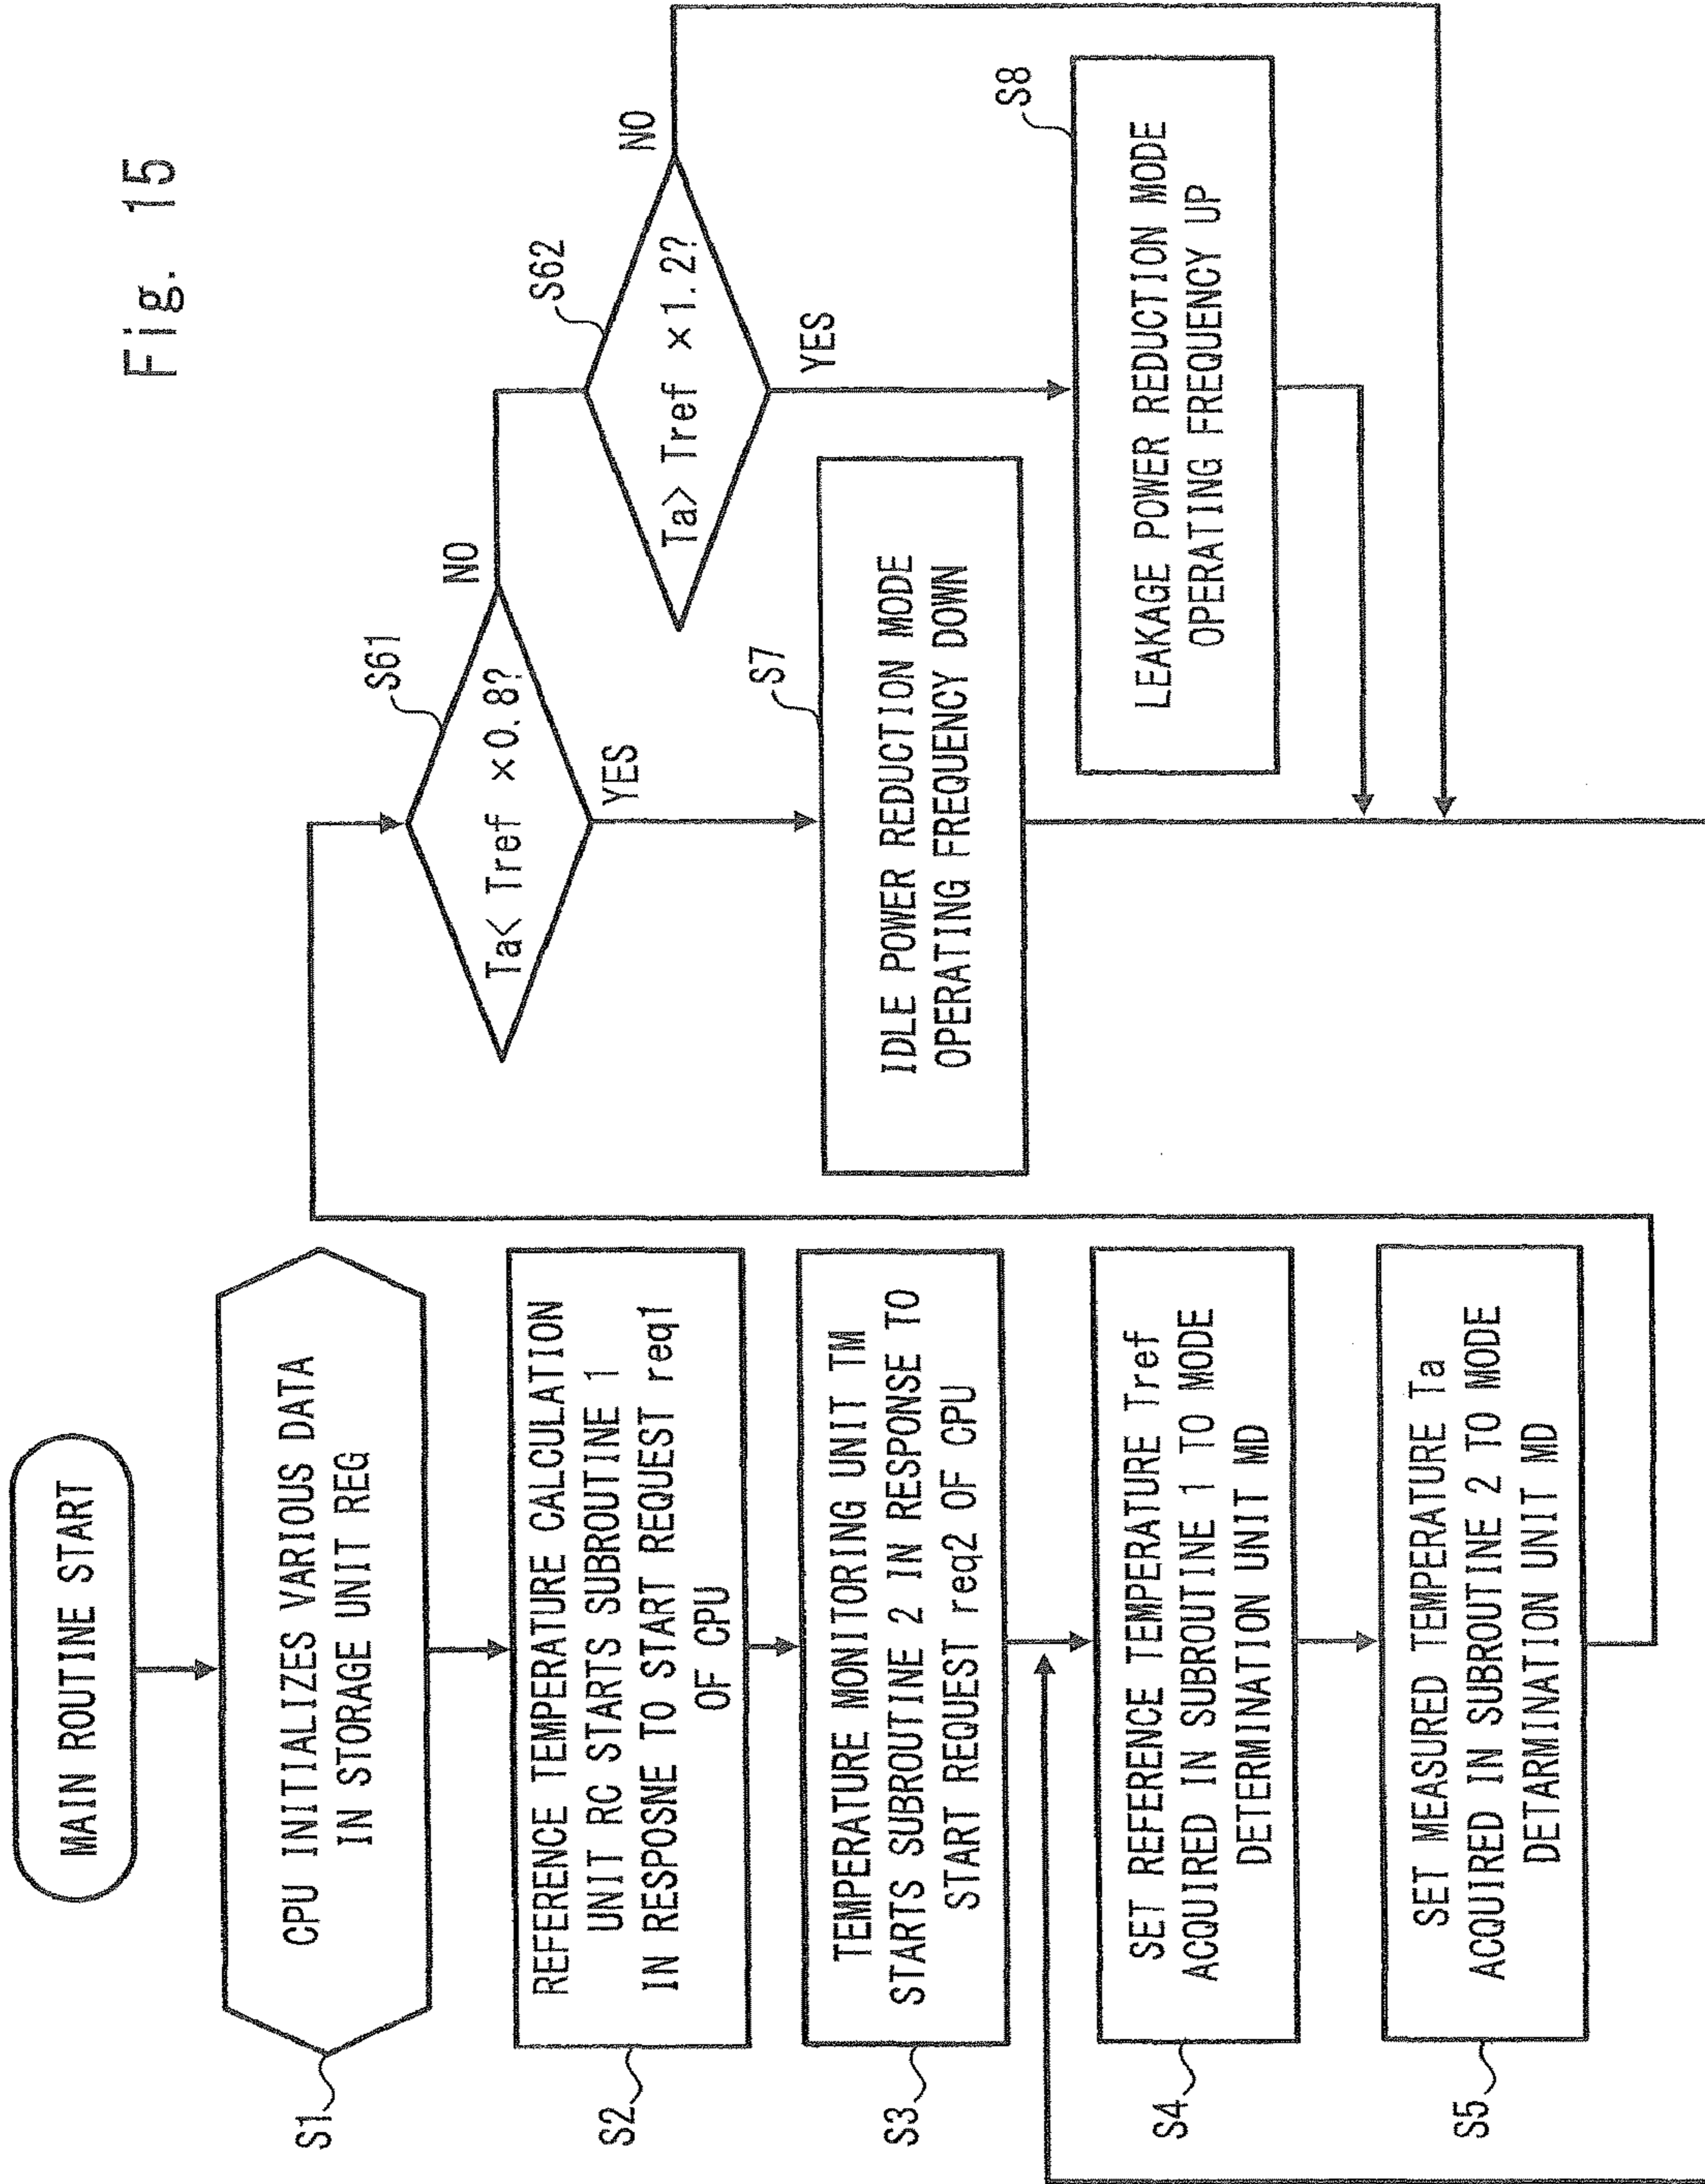 Fig. 15
MAIN ROUTINE START
S1
CPU INITIALIZES VARIOUS DATA
IN STORAGE UNIT REG
S2
REFERENCE TEMPERATURE CALCULATION
UNIT RC STARTS SUBROUTINE 1
IN RESPOSNE TO START REQUEST req1
OF CPU
S3
TEMPERATURE MONITORING UNIT TM
STARTS SUBROUTINE 2 IN RESPONSE TO
START REQUEST req2 OF CPU
S4
SET REFERENCE TEMPERATURE Tref
ACQUIRED IN SUBROUTINE 1 TO MODE
DETERMINATION UNIT MD
S5
SET MEASURED TEMPERATURE Ta
ACQUIRED IN SUBROUTINE 2 TO MODE
DETARMINATION UNIT MD
S61
Ta< Tref ×0.8?
NO
YES
S62
Ta> Tref ×1.2?
NO
YES
S7
IDLE POWER REDUCTION MODE
OPERATING FREQUENCY DOWN
S8
LEAKAGE POWER REDUCTION MODE
OPERATING FREQUENCY UP